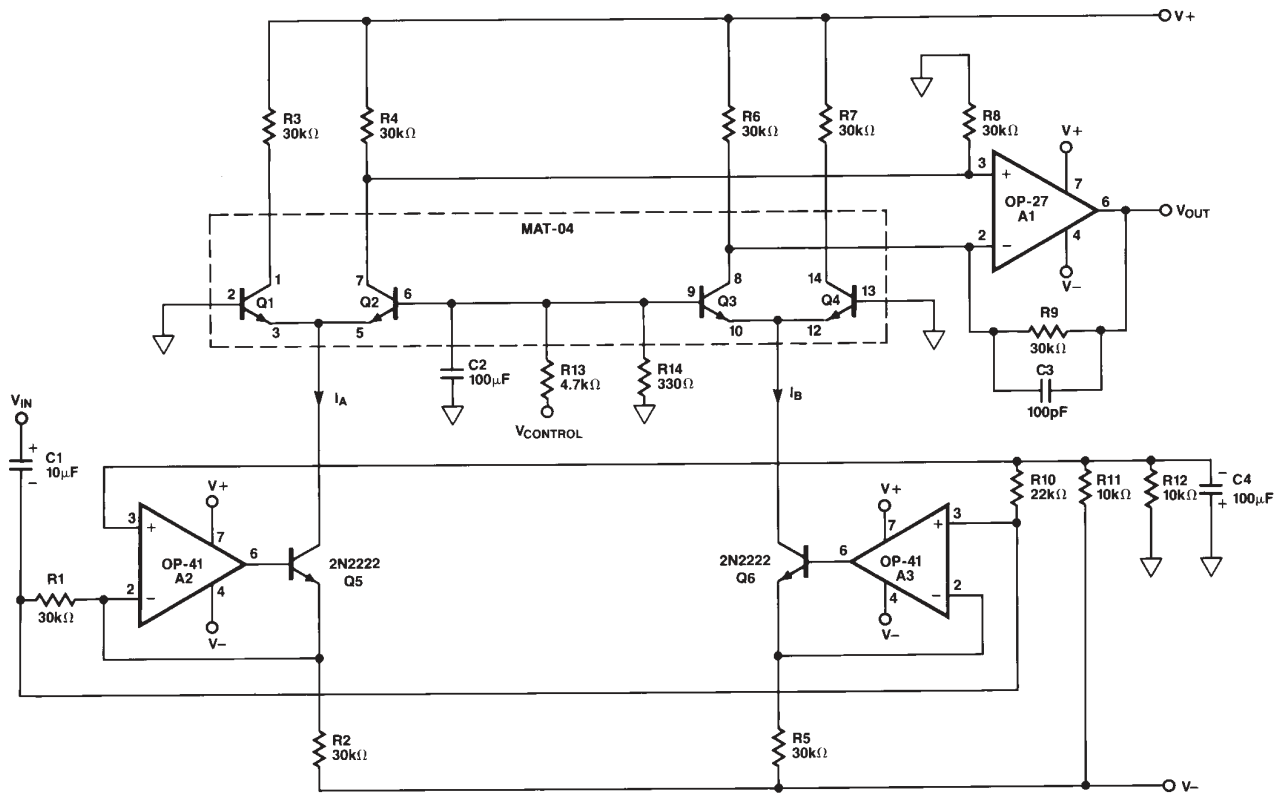 V+
R3
30kΩ
R4
30kΩ
R6
30kΩ
R7
30kΩ
R8
30kΩ
V+
3
+
7
OP-27
A1
6
VOUT
2
−
4
V−
MAT-04
1
2
Q1
3
7
Q2
6
5
8
9
Q3
10
14
Q4
13
12
R9
30kΩ
C3
100pF
C2
100μF
R13
4.7kΩ
R14
330Ω
VCONTROL
IA
IB
VIN
+
C1
10μF
−
V+
3
+
7
OP-41
A2
6
2
−
4
V−
R1
30kΩ
2N2222
Q5
2N2222
Q6
V+
7
3
+
6
OP-41
A3
2
−
4
V−
R10
22kΩ
R11
10kΩ
R12
10kΩ
−
C4
100μF
+
R2
30kΩ
R5
30kΩ
V−